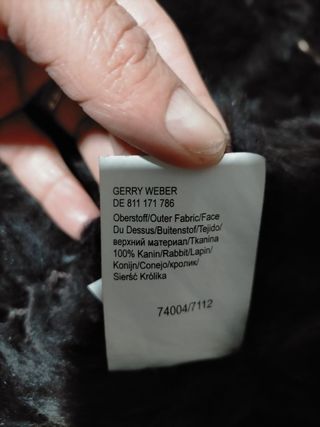 GERRY WEBER
DE 811 171 786
Oberstoff/Outer Fabric/Face
Du Dessus/Buitenstof/Tejido/
верхний материал/Tkanina
100% Kanin/Rabbit/Lapin/
Konijn/Conejo/кролик/
Sierść Królika
74004/7112